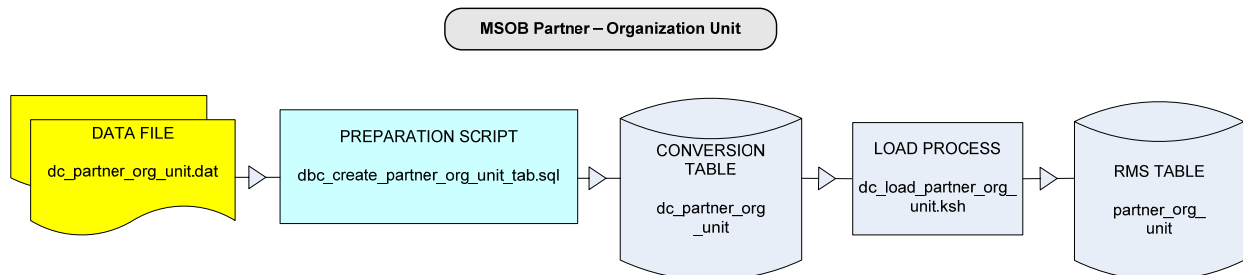 MSOB Partner – Organization Unit
DATA FILE
dc_partner_org_unit.dat
PREPARATION SCRIPT
dbc_create_partner_org_unit_tab.sql
CONVERSION
TABLE
dc_partner_org
_unit
LOAD PROCESS
dc_load_partner_org_
unit.ksh
RMS TABLE
partner_org_
unit